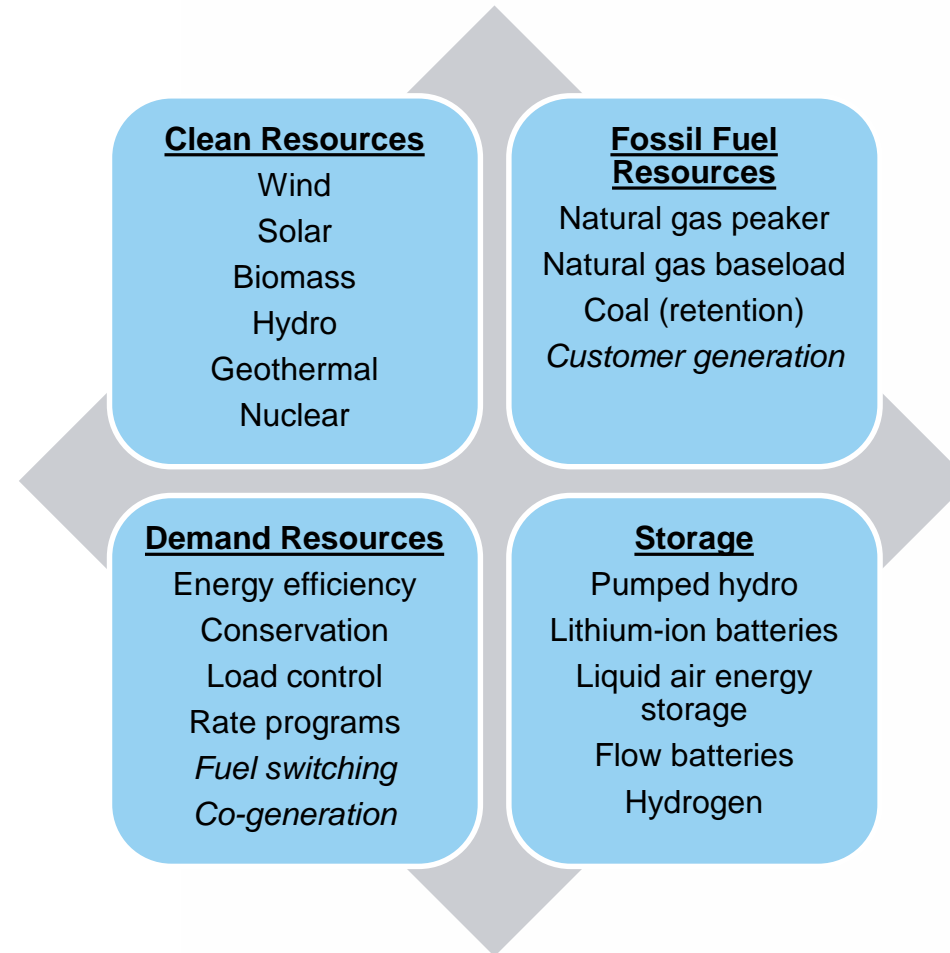 Clean Resources
Wind
Solar
Biomass
Hydro
Geothermal
Nuclear
Fossil Fuel
Resources
Natural gas peaker
Natural gas baseload
Coal (retention)
Customer generation
Demand Resources
Energy efficiency
Conservation
Load control
Rate programs
Fuel switching
Co-generation
Storage
Pumped hydro
Lithium-ion batteries
Liquid air energy
storage
Flow batteries
Hydrogen